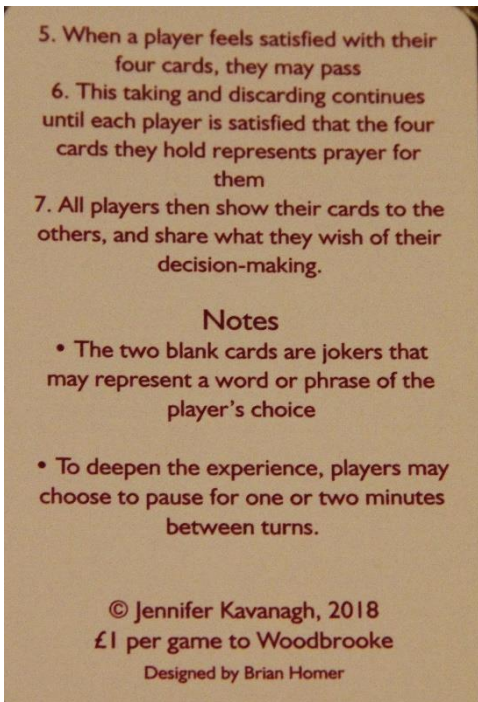 5. When a player feels satisfied with their
four cards, they may pass
6. This taking and discarding continues
until each player is satisfied that the four
cards they hold represents prayer for
them
7. All players then show their cards to the
others, and share what they wish of their
decision-making.
Notes
• The two blank cards are jokers that
may represent a word or phrase of the
player's choice
• To deepen the experience, players may
choose to pause for one or two minutes
between turns.
© Jennifer Kavanagh, 2018
£1 per game to Woodbrooke
Designed by Brian Homer